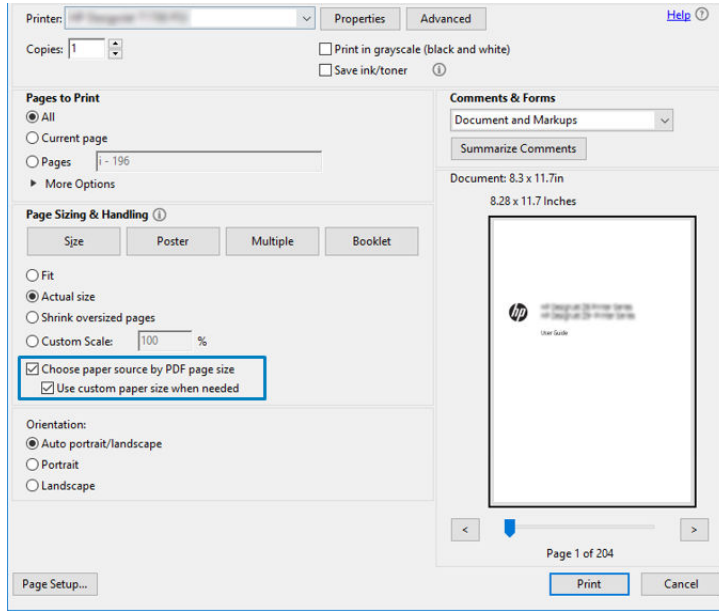 Printer:
Properties
Advanced
Help
Copies: 1
Print in grayscale (black and white)
Save ink/toner
Pages to Print
All
Current page
Pages i - 196
More Options
Comments & Forms
Document and Markups
Summarize Comments
Page Sizing & Handling
Size
Poster
Multiple
Booklet
Fit
Actual size
Shrink oversized pages
Custom Scale: 100 %
Choose paper source by PDF page size
Use custom paper size when needed
Orientation:
Auto portrait/landscape
Portrait
Landscape
Document: 8.3 x 11.7in
8.28 x 11.7 Inches
hp
User Guide
<
>
Page 1 of 204
Page Setup...
Print
Cancel